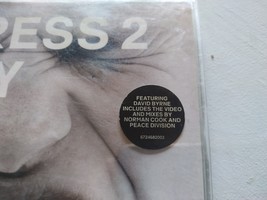 RESS 2
Y
FEATURING
DAVID BYRNE
INCLUDES THE VIDEO
AND MIXES BY
NORMAN COOK AND
PEACE DIVISION